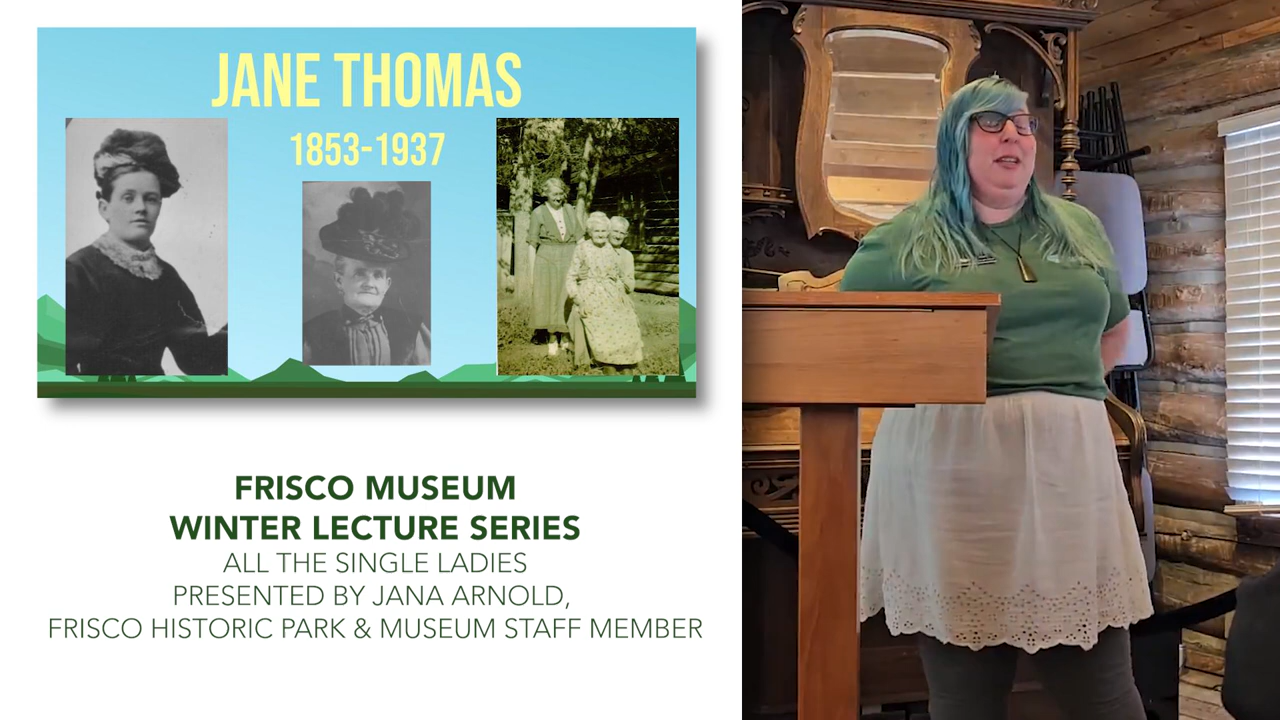 JANE THOMAS
1853-1937
FRISCO MUSEUM
WINTER LECTURE SERIES
ALL THE SINGLE LADIES
PRESENTED BY JANA ARNOLD,
FRISCO HISTORIC PARK & MUSEUM STAFF MEMBER